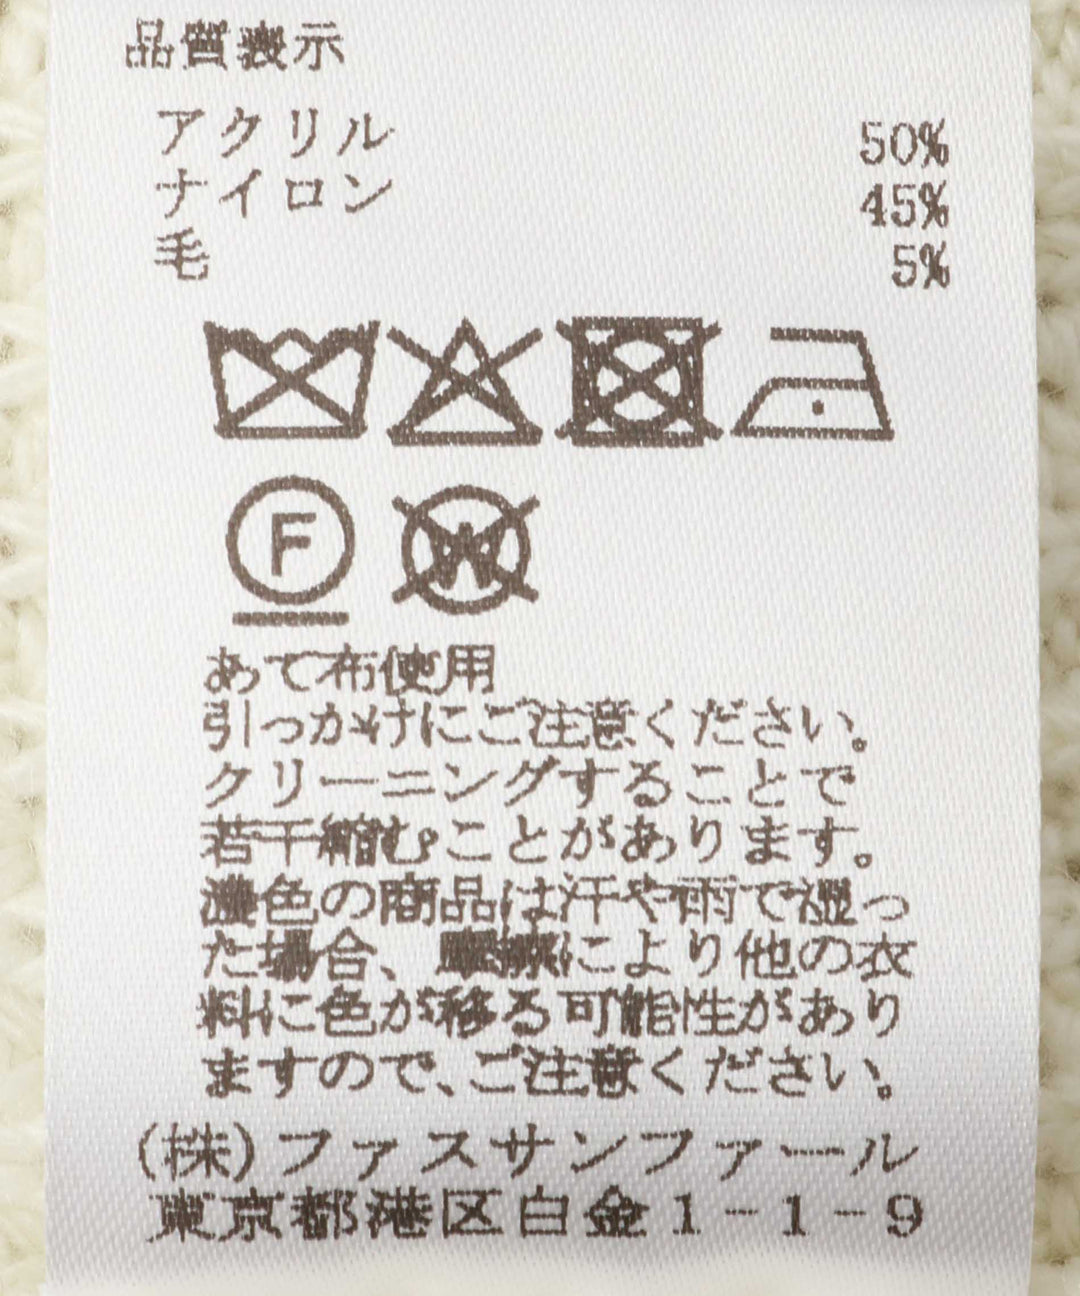 品質表示
アクリル 50%
ナイロン 45%
毛 5%
F
W
あて布使用
引っかけにご注意ください。
クリーニングすることで
若干縮むことがあります。
濃色の商品は汗や雨で湿っ
た場合、摩擦により他の衣
料に色が移る可能性があり
ますので、ご注意ください。
(株)ファスサンファール
東京都港区白金1-1-9